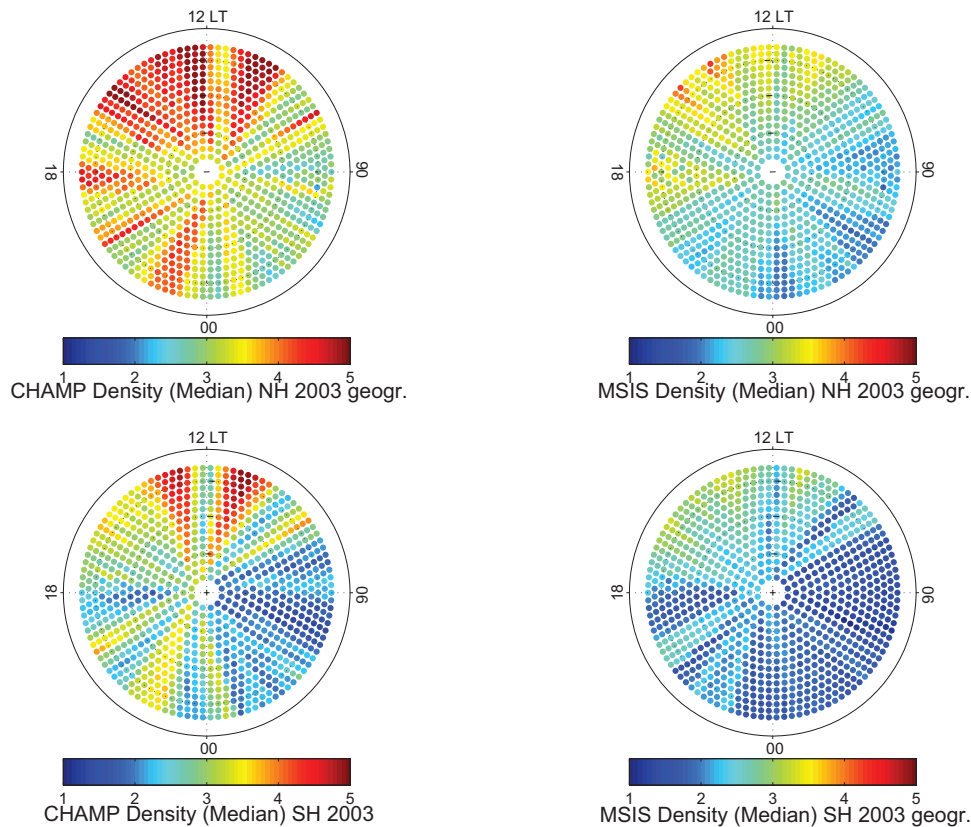 12 LT
12 LT
18
06
18
06
00
00
1 2 3 4 5
1 2 3 4 5
CHAMP Density (Median) NH 2003 geogr.
MSIS Density (Median) NH 2003 geogr.
12 LT
12 LT
18
06
18
06
00
00
1 2 3 4 5
1 2 3 4 5
CHAMP Density (Median) SH 2003
MSIS Density (Median) SH 2003 geogr.